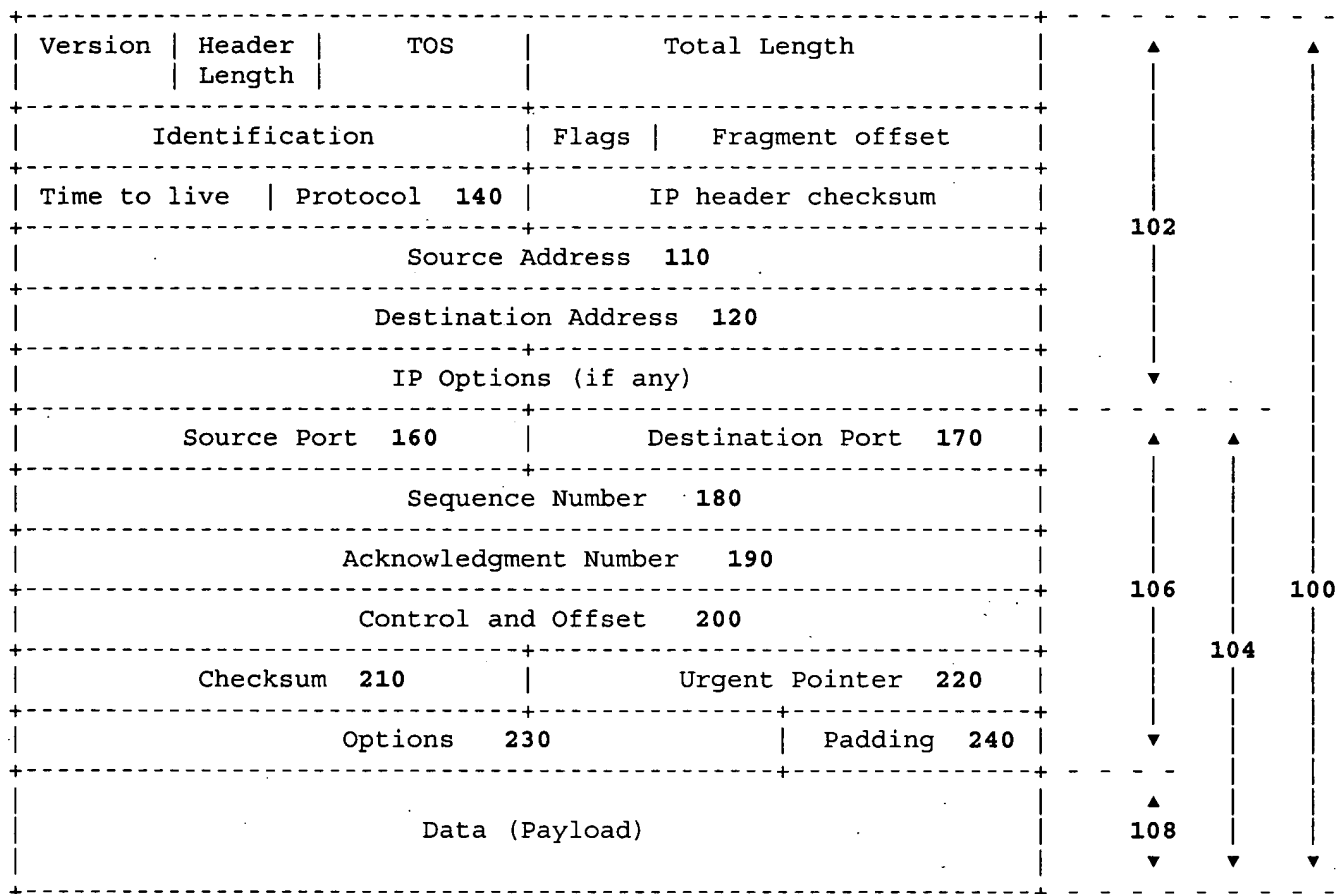 Version | Header Length | TOS | Total Length
Identification | Flags | Fragment offset
Time to live | Protocol 140 | IP header checksum
102
Source Address 110
Destination Address 120
IP Options (if any)
Source Port 160 | Destination Port 170
Sequence Number 180
Acknowledgment Number 190
106 100
Control and Offset 200
104
Checksum 210 | Urgent Pointer 220
Options 230 | Padding 240
Data (Payload) 108